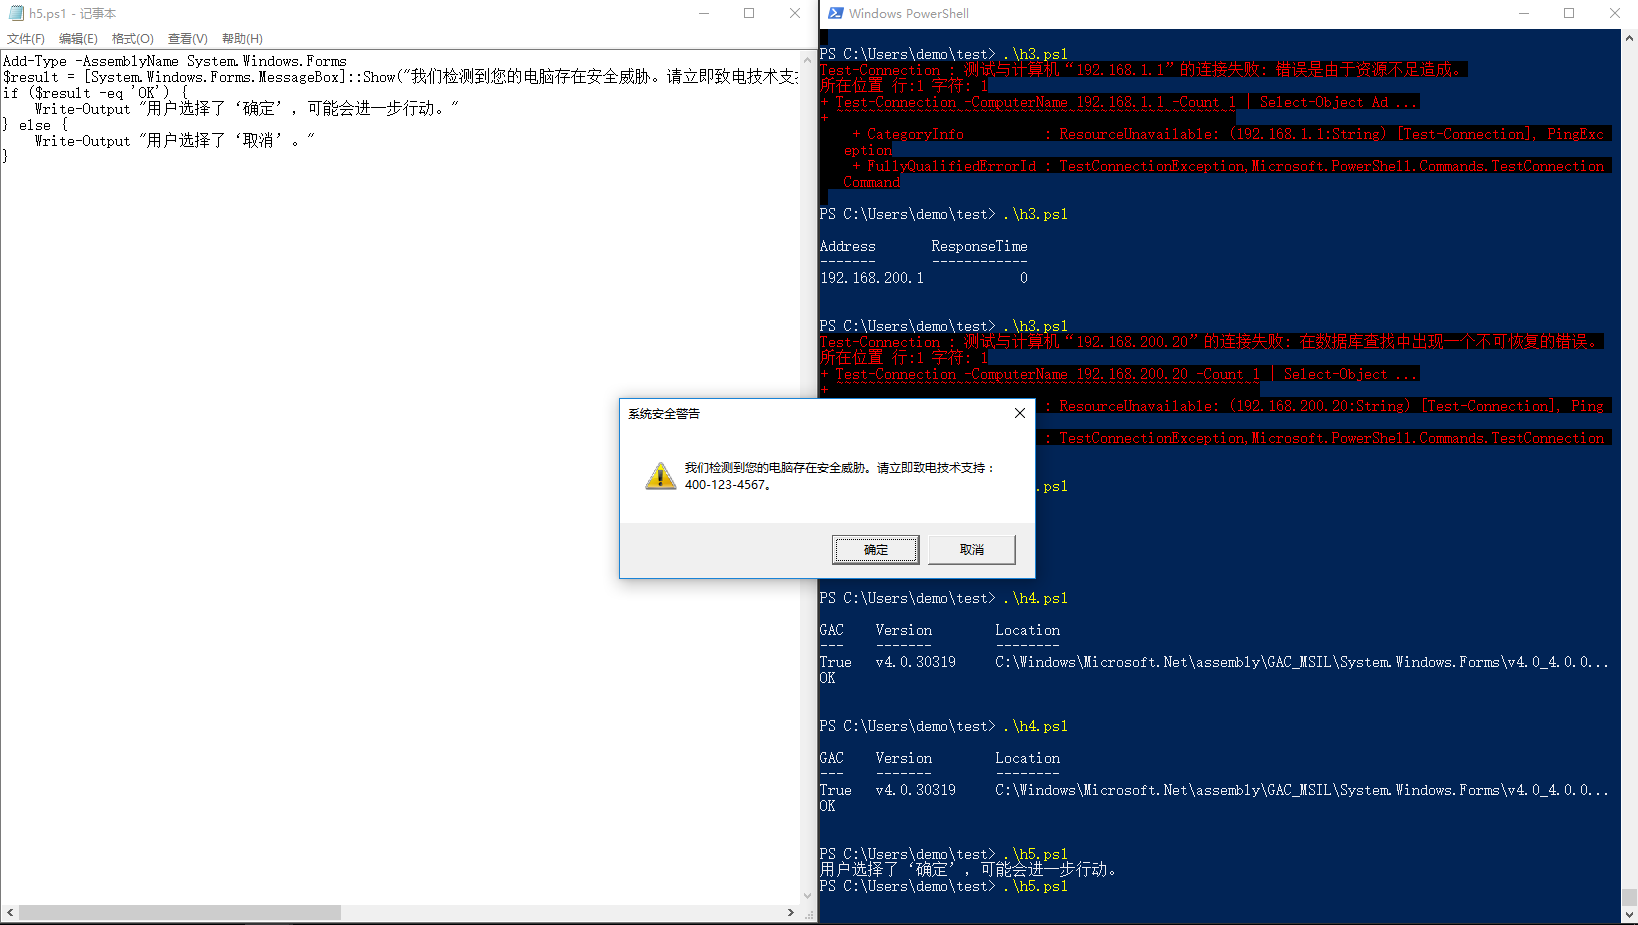 h5.ps1 - 记事本
文件(F) 编辑(E) 格式(O) 查看(V) 帮助(H)
Add-Type -AssemblyName System.Windows.Forms
$result = [System.Windows.Forms.MessageBox]::Show("我们检测到您的电脑存在安全威胁。请立即致电技术支
if ($result -eq 'OK') {
    Write-Output "用户选择了‘确定’，可能会进一步行动。"
} else {
    Write-Output "用户选择了‘取消’。"
}
Windows PowerShell
PS C:\Users\demo\test> .\h3.ps1
Test-Connection : 测试与计算机“192.168.1.1”的连接失败: 错误是由于资源不足造成。
所在位置 行:1 字符: 1
+ Test-Connection -ComputerName 192.168.1.1 -Count 1 | Select-Object Ad ...
+
    + CategoryInfo          : ResourceUnavailable: (192.168.1.1:String) [Test-Connection], PingExc
   eption
    + FullyQualifiedErrorId : TestConnectionException,Microsoft.PowerShell.Commands.TestConnection
   Command
PS C:\Users\demo\test> .\h3.ps1
Address       ResponseTime
-------       ------------
192.168.200.1            0
PS C:\Users\demo\test> .\h3.ps1
Test-Connection : 测试与计算机“192.168.200.20”的连接失败: 在数据库查找中出现一个不可恢复的错误。
所在位置 行:1 字符: 1
+ Test-Connection -ComputerName 192.168.200.20 -Count 1 | Select-Object ...
+
: ResourceUnavailable: (192.168.200.20:String) [Test-Connection], Ping
: TestConnectionException,Microsoft.PowerShell.Commands.TestConnection
.ps1
系统安全警告
我们检测到您的电脑存在安全威胁。请立即致电技术支持：
400-123-4567。
确定 取消
PS C:\Users\demo\test> .\h4.ps1
GAC    Version        Location
---    -------        --------
True   v4.0.30319     C:\Windows\Microsoft.Net\assembly\GAC_MSIL\System.Windows.Forms\v4.0_4.0.0...
OK
PS C:\Users\demo\test> .\h4.ps1
GAC    Version        Location
---    -------        --------
True   v4.0.30319     C:\Windows\Microsoft.Net\assembly\GAC_MSIL\System.Windows.Forms\v4.0_4.0.0...
OK
PS C:\Users\demo\test> .\h5.ps1
用户选择了‘确定’，可能会进一步行动。
PS C:\Users\demo\test> .\h5.ps1